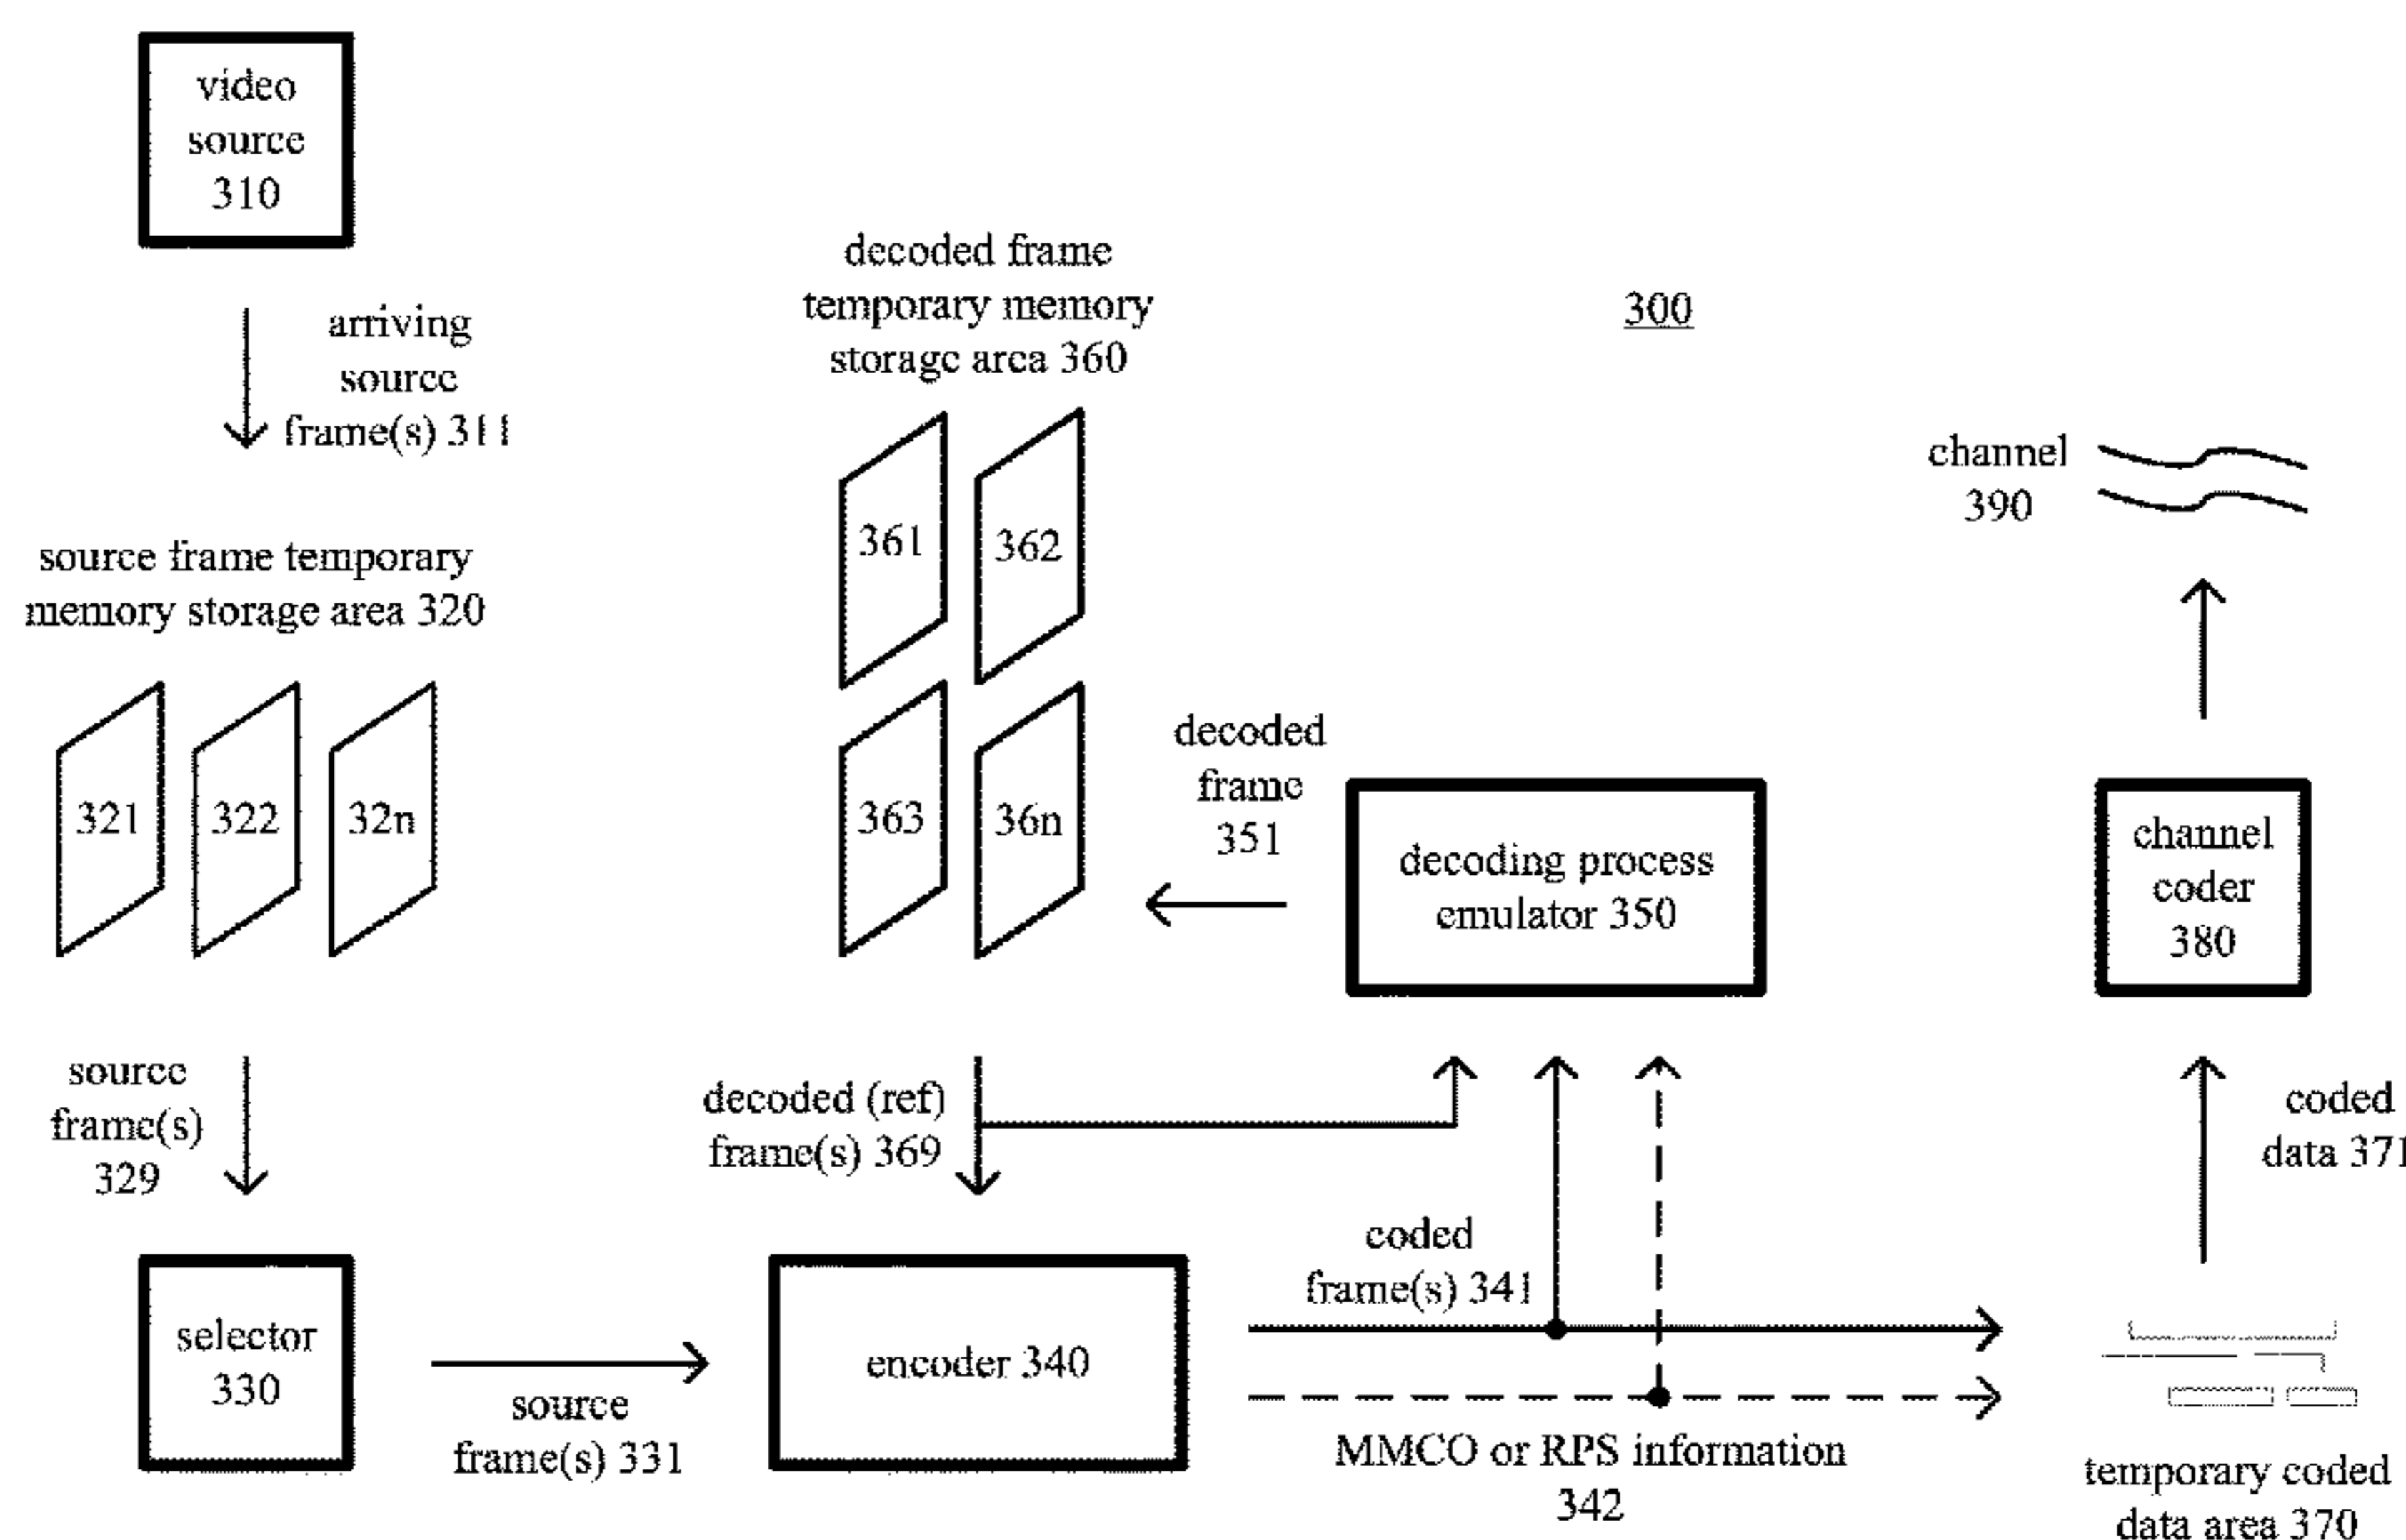 video
source
310
arriving
source
frame(s) 311
source frame temporary
memory storage area 320
321
322
32n
source
frame(s)
329
selector
330
source
frame(s) 331
decoded frame
temporary memory
storage area 360
361
362
363
36n
decoded
frame
351
decoded (ref)
frame(s) 369
encoder 340
300
decoding process
emulator 350
coded
frame(s) 341
MMCO or RPS information
342
channel
390
channel
coder
380
coded
data 371
temporary coded
data area 370